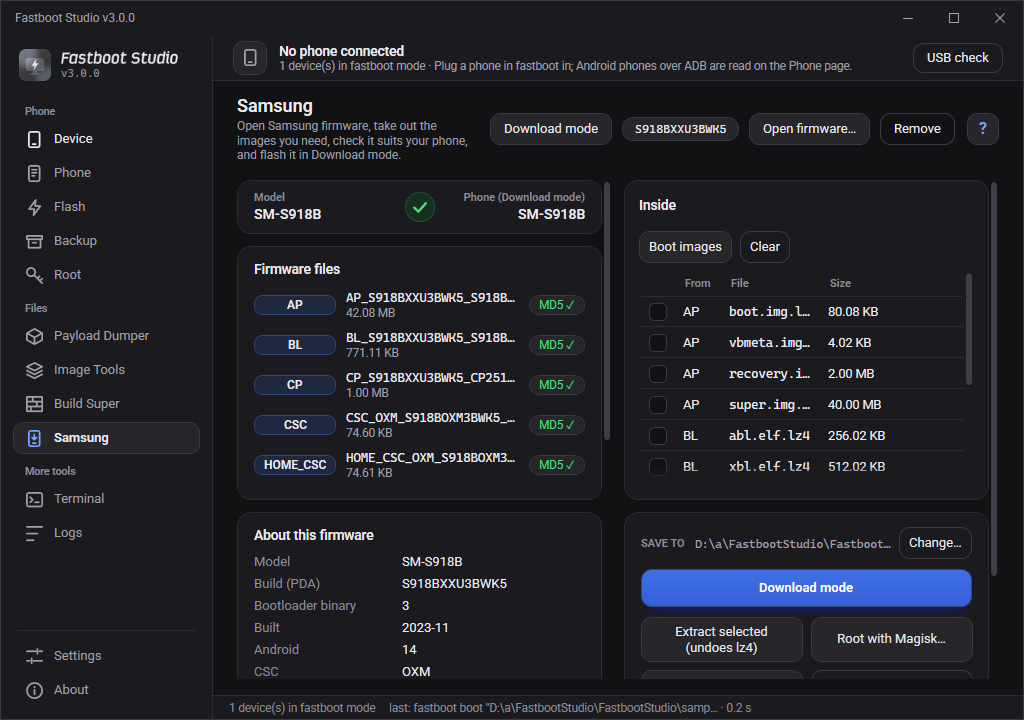 Fastboot Studio v3.0.0
Fastboot Studio
v3.0.0
Phone
Device
Phone
Flash
Backup
Root
Files
Payload Dumper
Image Tools
Build Super
Samsung
More tools
Terminal
Logs
Settings
About
No phone connected
1 device(s) in fastboot mode · Plug a phone in fastboot in; Android phones over ADB are read on the Phone page.
USB check
Samsung
Open Samsung firmware, take out the
images you need, check it suits your phone,
and flash it in Download mode.
Download mode
S918BXXU3BWK5
Open firmware…
Remove
?
Model
SM-S918B
Phone (Download mode)
SM-S918B
Firmware files
AP
AP_S918BXXU3BWK5_S918B…
42.08 MB
MD5 ✓
BL
BL_S918BXXU3BWK5_S918B…
771.11 KB
MD5 ✓
CP
CP_S918BXXU3BWK5_CP251…
1.00 MB
MD5 ✓
CSC
CSC_OXM_S918BOXM3BWK5_…
74.60 KB
MD5 ✓
HOME_CSC
HOME_CSC_OXM_S918BOXM3…
74.61 KB
MD5 ✓
About this firmware
Model SM-S918B
Build (PDA) S918BXXU3BWK5
Bootloader binary 3
Built 2023-11
Android 14
CSC OXM
Inside
Boot images
Clear
From File Size
AP boot.img.l… 80.08 KB
AP vbmeta.img… 4.02 KB
AP recovery.i… 2.00 MB
AP super.img.… 40.00 MB
BL abl.elf.lz4 256.02 KB
BL xbl.elf.lz4 512.02 KB
SAVE TO D:\a\FastbootStudio\Fastboot…
Change…
Download mode
Extract selected
(undoes lz4)
Root with Magisk…
1 device(s) in fastboot mode last: fastboot boot "D:\a\FastbootStudio\FastbootStudio\samp… · 0.2 s